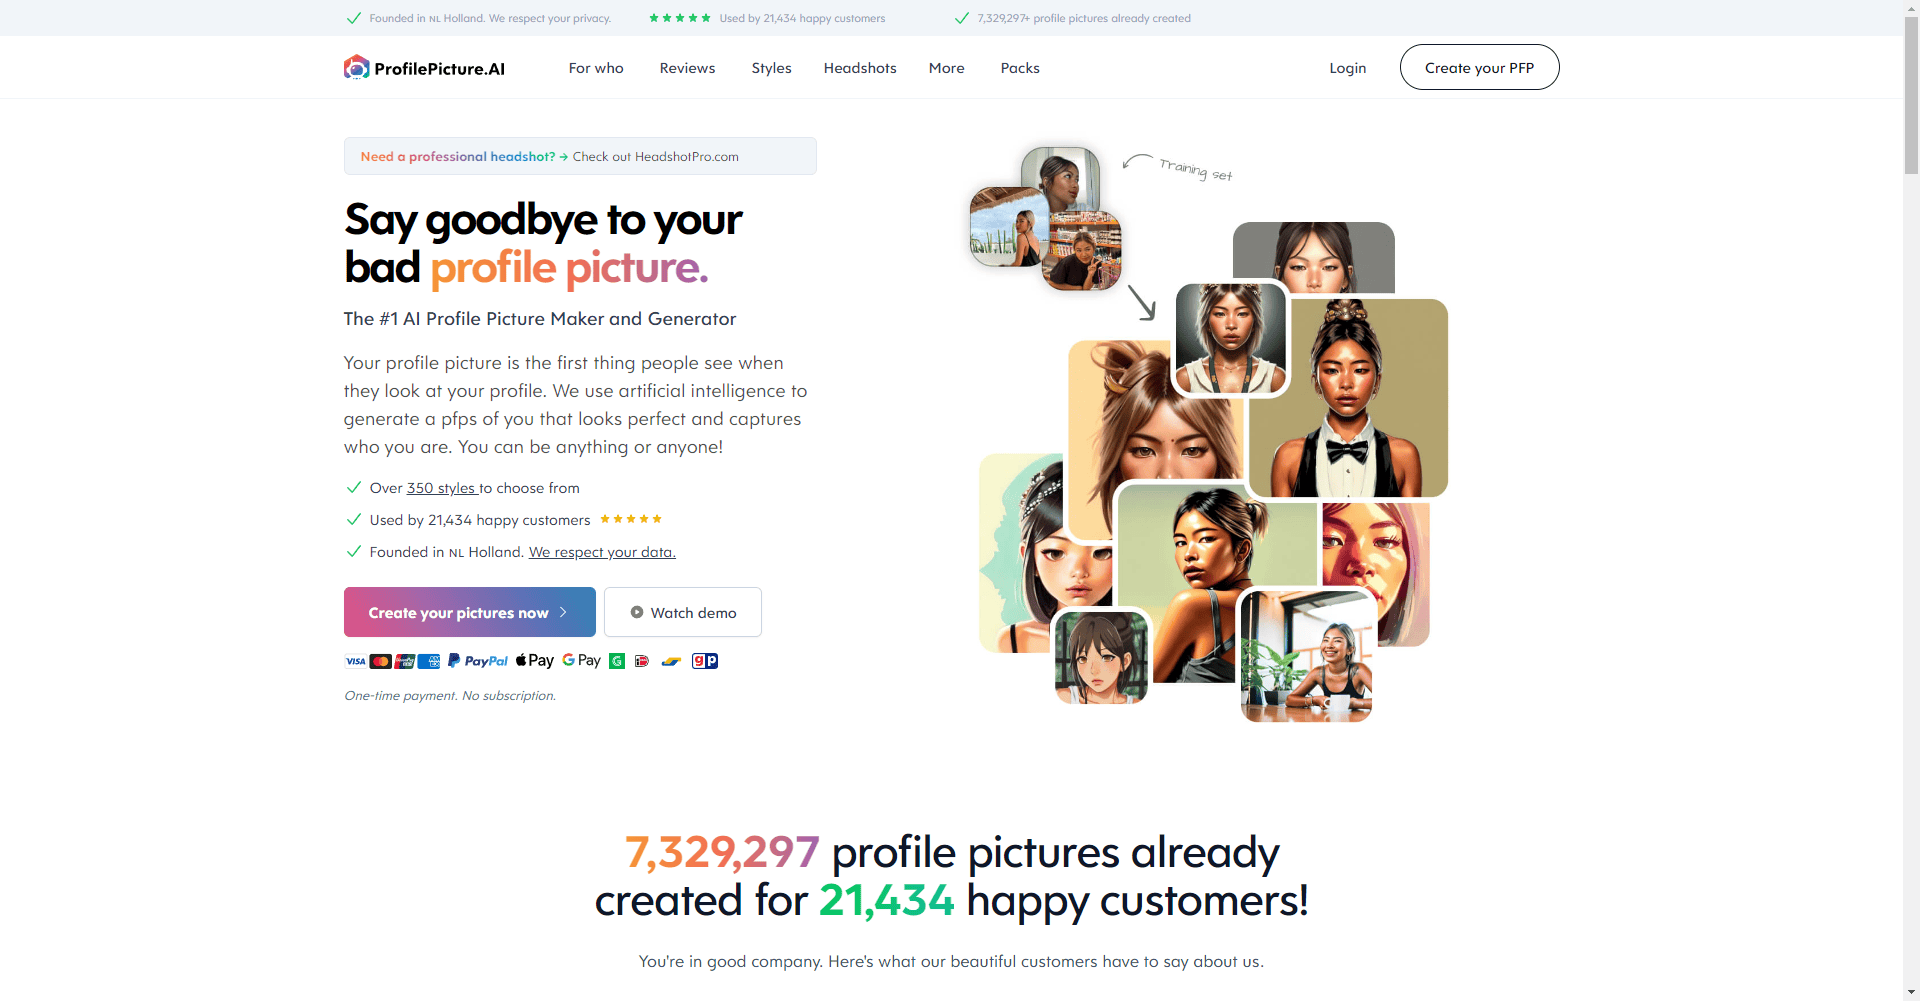 Founded in NL Holland. We respect your privacy.
Used by 21,434 happy customers
7,329,297+ profile pictures already created
ProfilePicture.AI
For who
Reviews
Styles
Headshots
More
Packs
Login
Create your PFP
Need a professional headshot? → Check out HeadshotPro.com
Say goodbye to your
bad profile picture.
The #1 AI Profile Picture Maker and Generator
Your profile picture is the first thing people see when
they look at your profile. We use artificial intelligence to
generate a pfps of you that looks perfect and captures
who you are. You can be anything or anyone!
Over 350 styles to choose from
Used by 21,434 happy customers
Founded in NL Holland. We respect your data.
Create your pictures now
Watch demo
VISA PayPal Pay G Pay
One-time payment. No subscription.
Training set
7,329,297 profile pictures already
created for 21,434 happy customers!
You're in good company. Here's what our beautiful customers have to say about us.